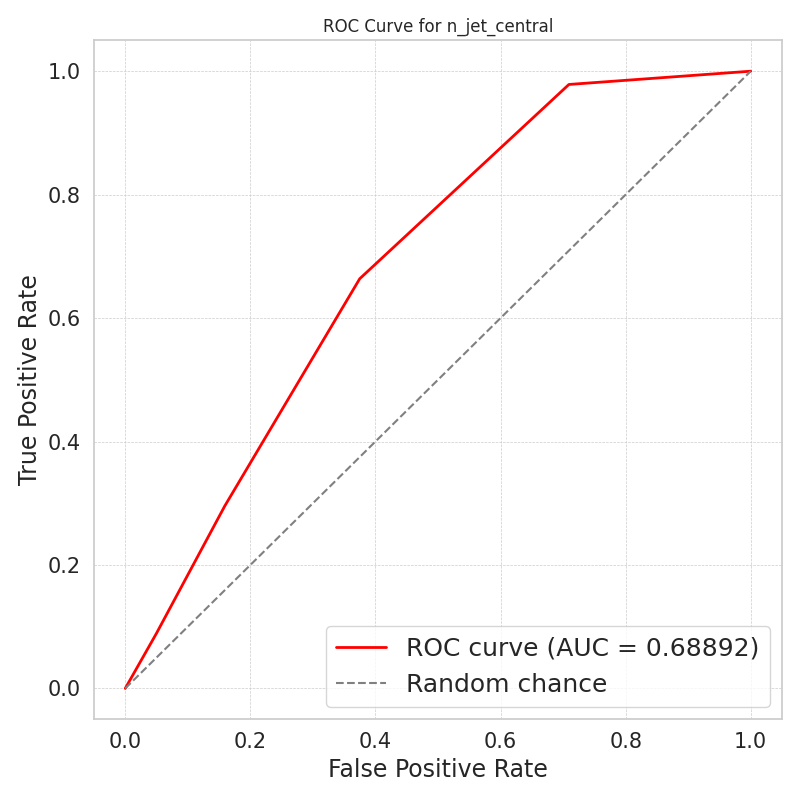 ROC Curve for n_jet_central
1.0
0.8
0.6
0.4
0.2
0.0
True Positive Rate
ROC curve (AUC = 0.68892)
Random chance
0.0 0.2 0.4 0.6 0.8 1.0
False Positive Rate